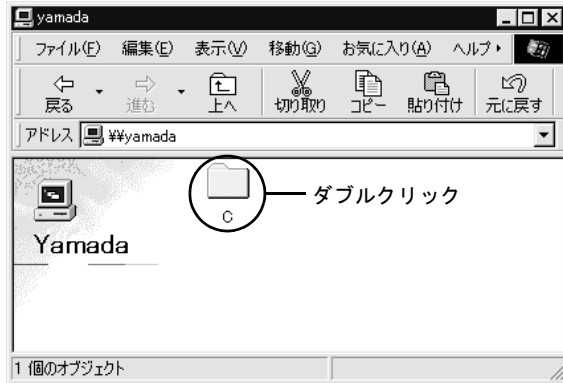 yamada
ファイル(F) 編集(E) 表示(V) 移動(G) お気に入り(A) ヘルプ
戻る 進む 上へ 切り取り コピー 貼り付け 元に戻す
アドレス ¥¥yamada
C
ダブルクリック
Yamada
1 個のオブジェクト